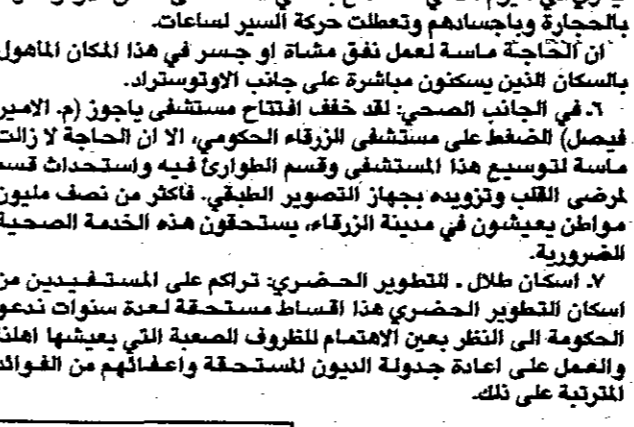 بالحجارة وباجسادهم وتعطلت حركة السير لساعات.
ان الحاجة ماسة لعمل نفق مشاة او جسر في هذا المكان الماهول
بالسكان الذين يسكنون مباشرة على جانب الاوتوستراد.
٦. في الجانب الصحي: لقد خفف افتتاح مستشفى ياجوز (م. الامير
فيصل) الضغط على مستشفى الزرقاء الحكومي، الا ان الحاجة لا زالت
ماسة لتوسيع هذا المستشفى وقسم الطوارئ فيه واستحداث قسم
لمرضى القلب وتزويده بجهاز التصوير الطبقي. فاكثر من نصف مليون
مواطن يعيشون في مدينة الزرقاء، يستحقون هذه الخدمة الصحية
الضرورية.
٧. اسكان طلال . التطوير الحضري: تراكم على المستفيدين من
اسكان التطوير الحضري هذا اقساط مستحقة لعدة سنوات ندعو
الحكومة الى النظر بعين الاهتمام للظروف الصعبة التي يعيشها اهلنا
والعمل على اعادة جدولة الديون المستحقة واعفائهم من الفوائد
المترتبة على ذلك.